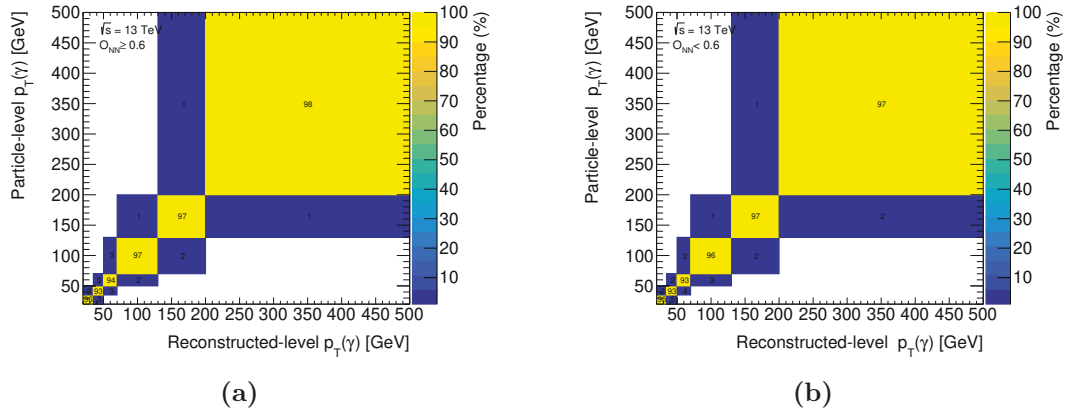 √s = 13 TeV
O_NN ≥ 0.6
Particle-level p_T(γ) [GeV]
500
450
400
350
300
250
200
150
100
50
1 98
1 97 1
3 97 2
94 2
93
50 100 150 200 250 300 350 400 450 500
Reconstructed-level p_T(γ) [GeV]
100
90
80
70
60
50
40
30
20
10
Percentage (%)
(a)
√s = 13 TeV
O_NN < 0.6
Particle-level p_T(γ) [GeV]
500
450
400
350
300
250
200
150
100
50
1 97
1 97 2
2 96 2
93 3
93
50 100 150 200 250 300 350 400 450 500
Reconstructed-level p_T(γ) [GeV]
100
90
80
70
60
50
40
30
20
10
Percentage (%)
(b)